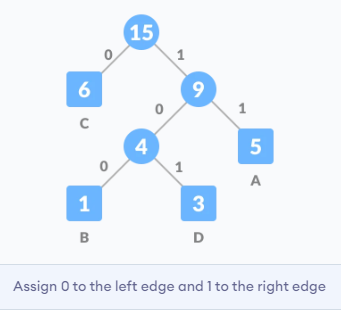 15
0 1
6 9
C
0 1
4 5
A
0 1
1 3
B D
Assign 0 to the left edge and 1 to the right edge